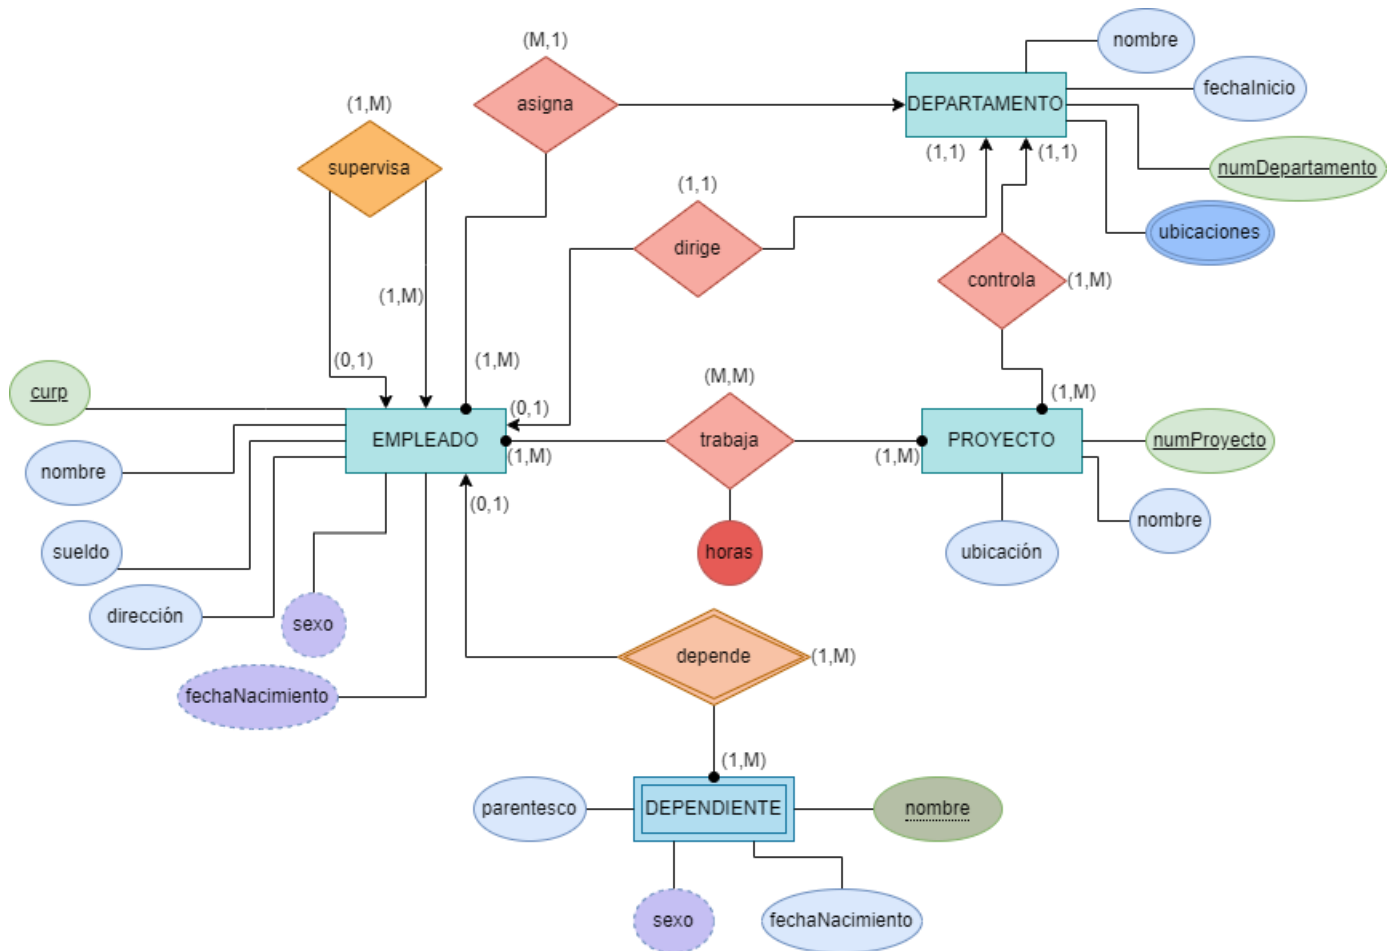 nombre
(M,1)
fechaInicio
asigna
DEPARTAMENTO
(1,M)
(1,1)
(1,1)
supervisa
numDepartamento
(1,1)
ubicaciones
dirige
controla
(1,M)
(1,M)
(0,1)
(1,M)
(M,M)
curp
(0,1)
(1,M)
EMPLEADO
trabaja
PROYECTO
numProyecto
(1,M)
(1,M)
nombre
(0,1)
nombre
sueldo
horas
ubicación
dirección
sexo
depende
(1,M)
fechaNacimiento
(1,M)
parentesco
DEPENDIENTE
nombre
sexo
fechaNacimiento